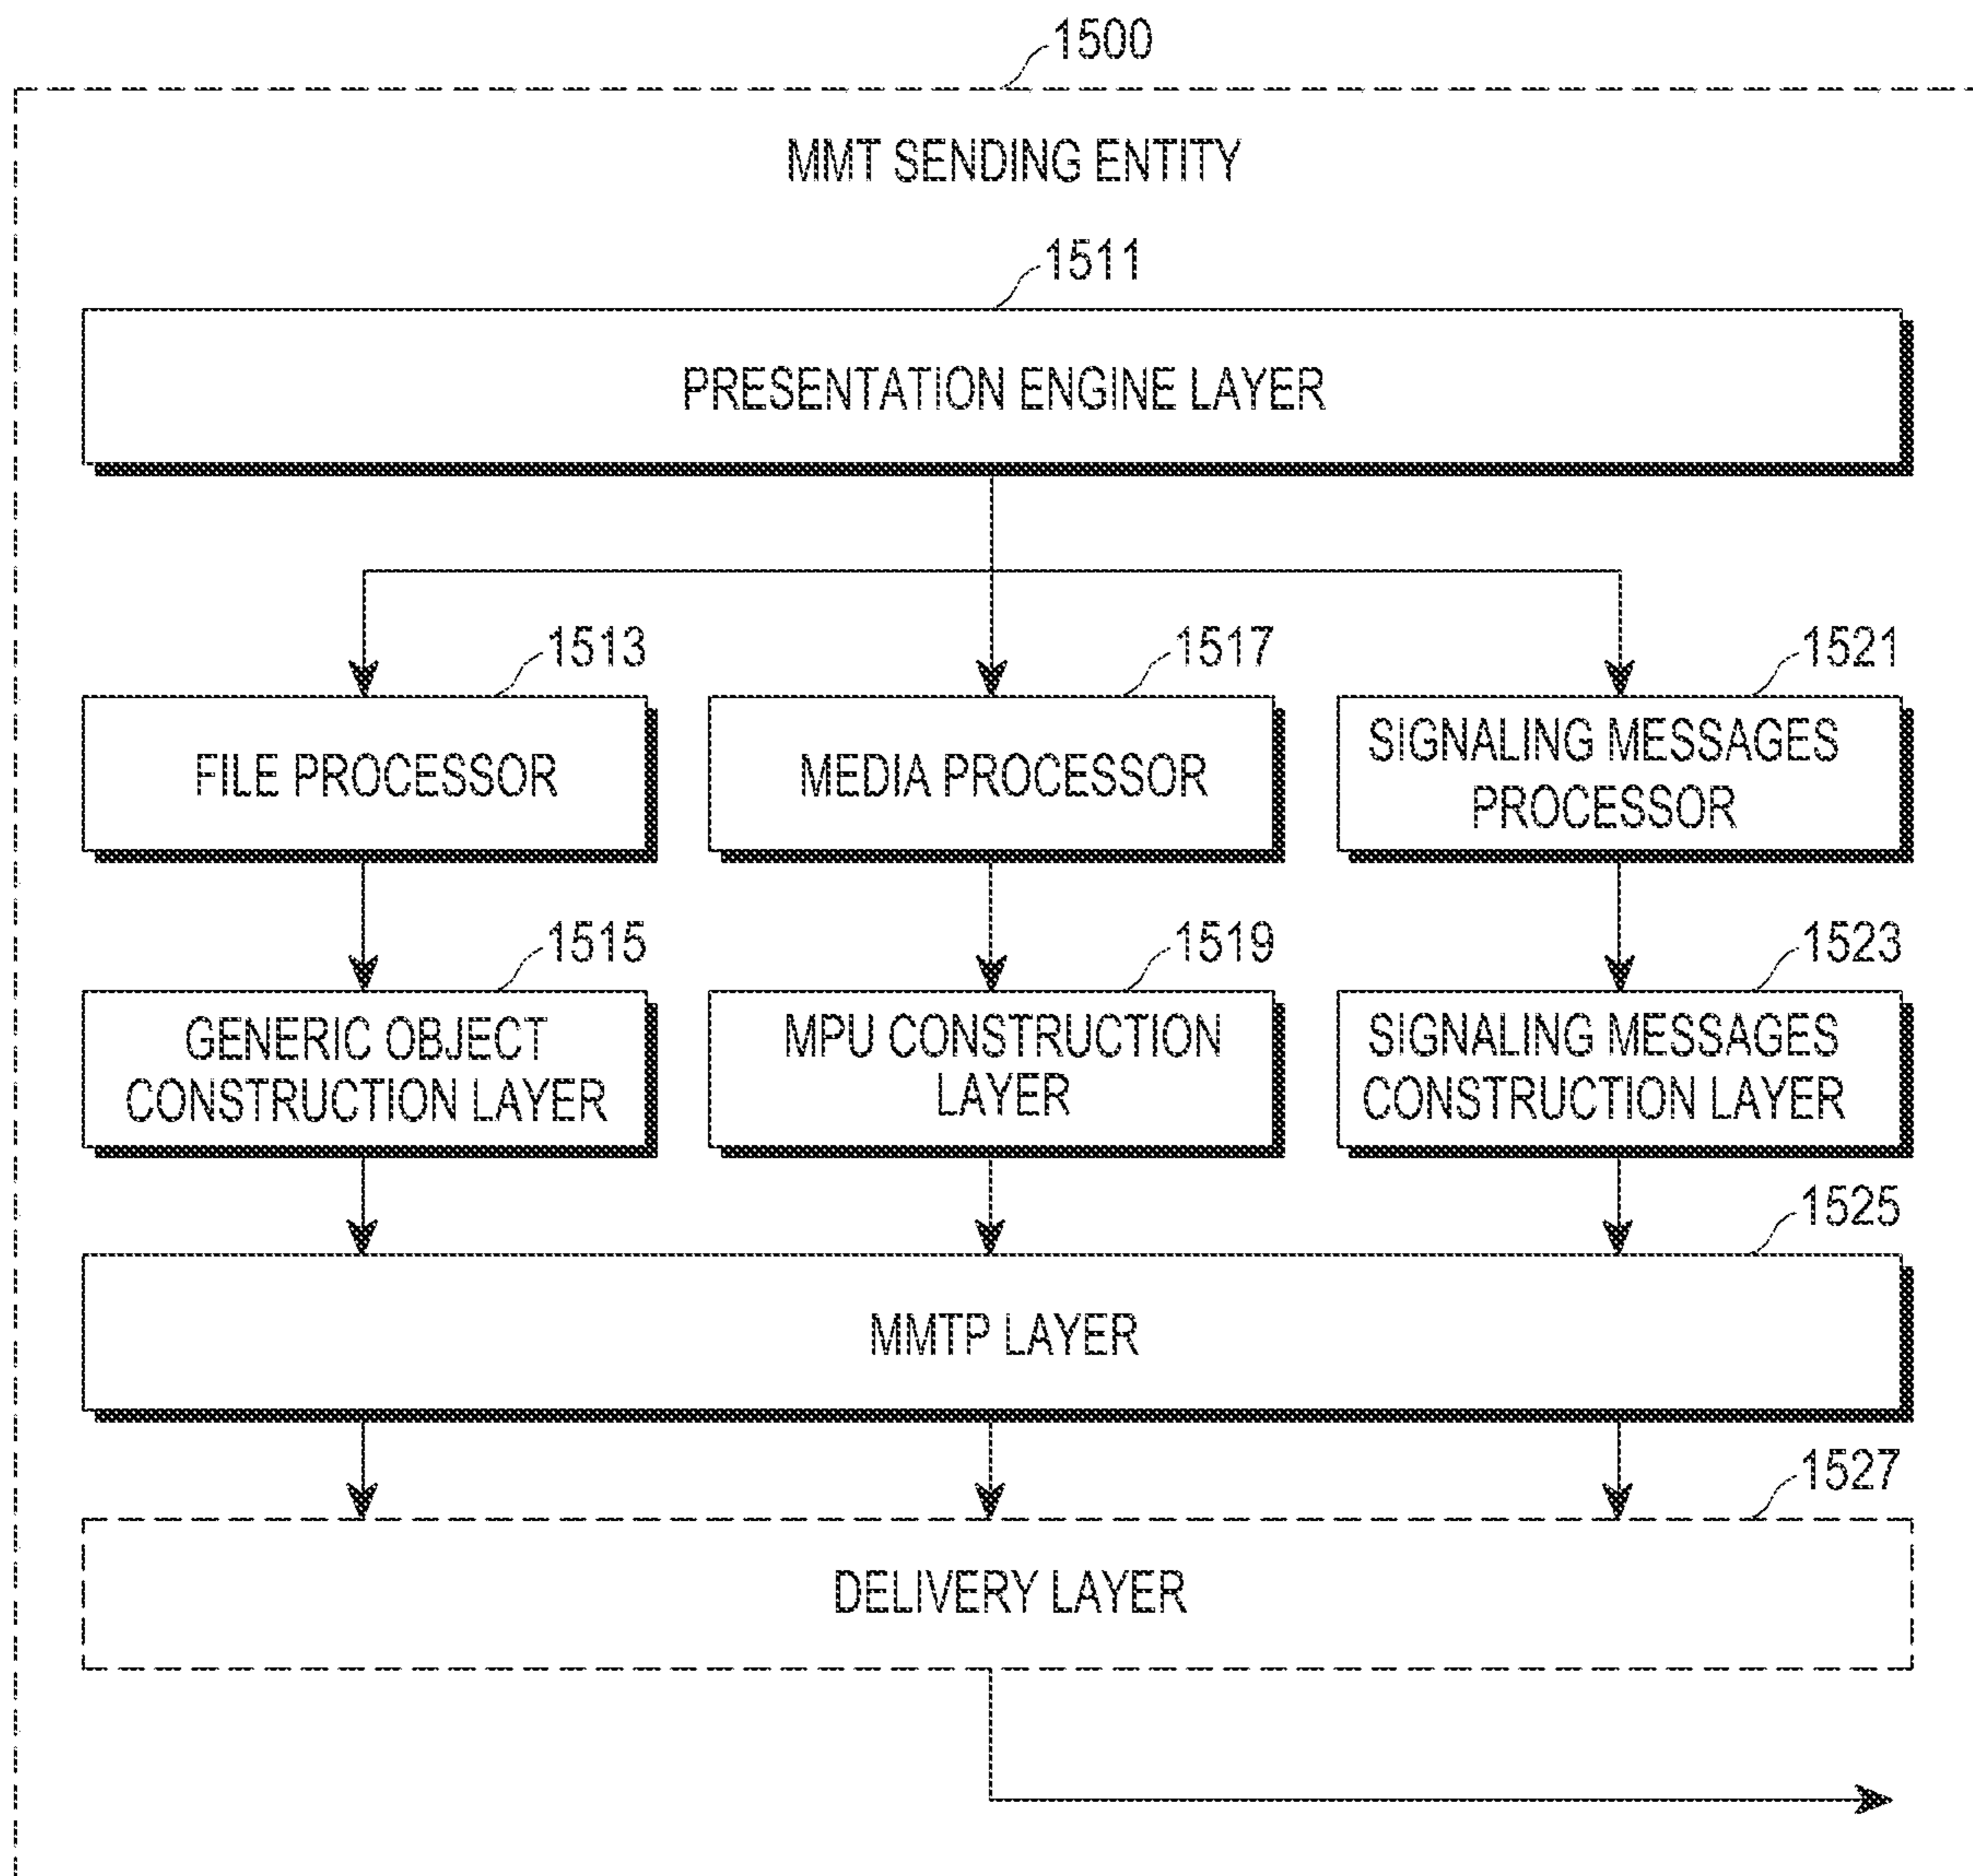 1500
MMT SENDING ENTITY
1511
PRESENTATION ENGINE LAYER
1513
1517
1521
FILE PROCESSOR
MEDIA PROCESSOR
SIGNALING MESSAGES
PROCESSOR
1515
1519
1523
GENERIC OBJECT
CONSTRUCTION LAYER
MPU CONSTRUCTION
LAYER
SIGNALING MESSAGES
CONSTRUCTION LAYER
1525
MMTP LAYER
1527
DELIVERY LAYER